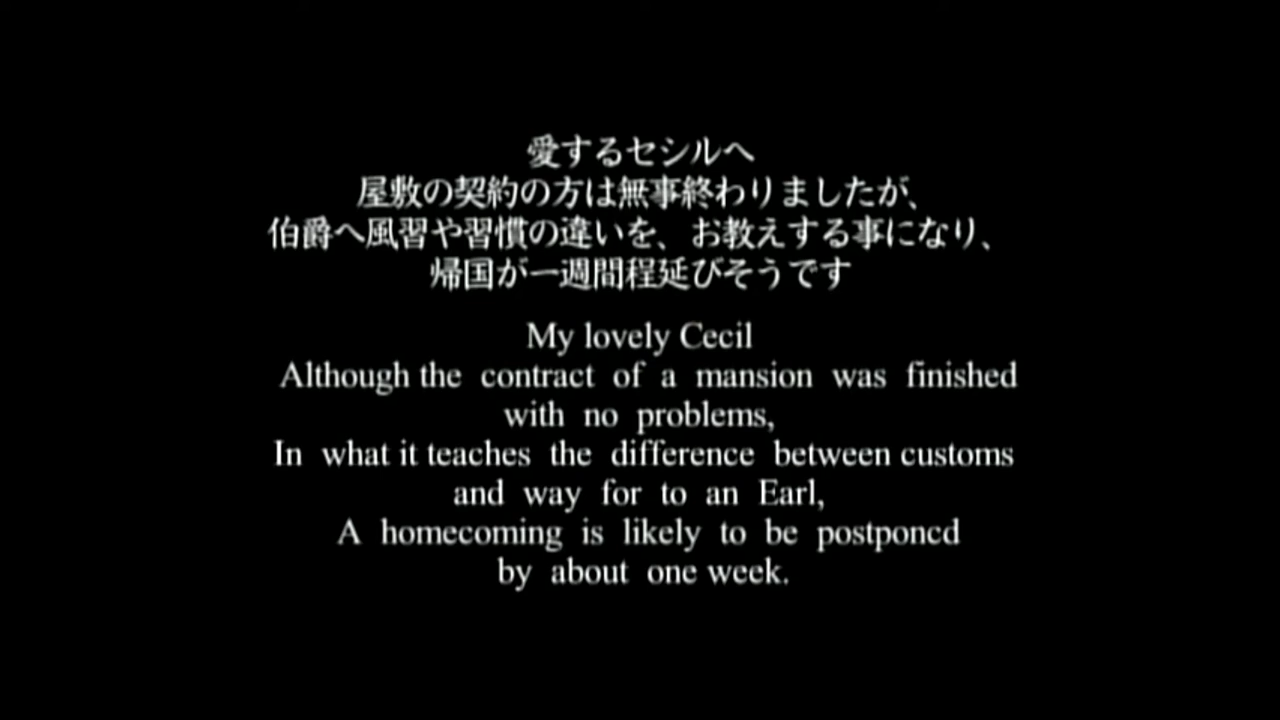 愛するセシルへ
屋敷の契約の方は無事終わりましたが、
伯爵へ風習や習慣の違いを、お教えする事になり、
帰国が一週間程延びそうです
My lovely Cecil
Although the contract of a mansion was finished
with no problems,
In what it teaches the difference between customs
and way for to an Earl,
A homecoming is likely to be postponed
by about one week.